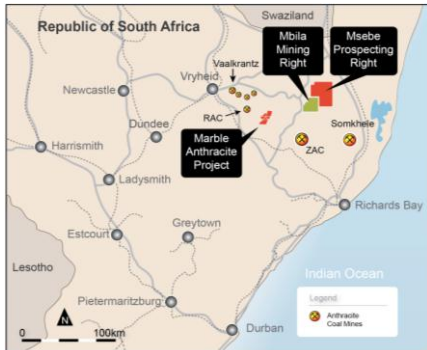 Republic of South Africa
Swaziland
Mbila
Mining
Right
Msebe
Prospecting
Right
Vaalkrantz
Vryheid
Newcastle
RAC
Somkhele
Dundee
Marble
Anthracite
Project
ZAC
Harrismith
Ladysmith
Richards Bay
Greytown
Estcourt
Lesotho
Indian Ocean
Legend:
Anthracite
Coal Mines
Pietermaritzburg
N
0
100km
Durban